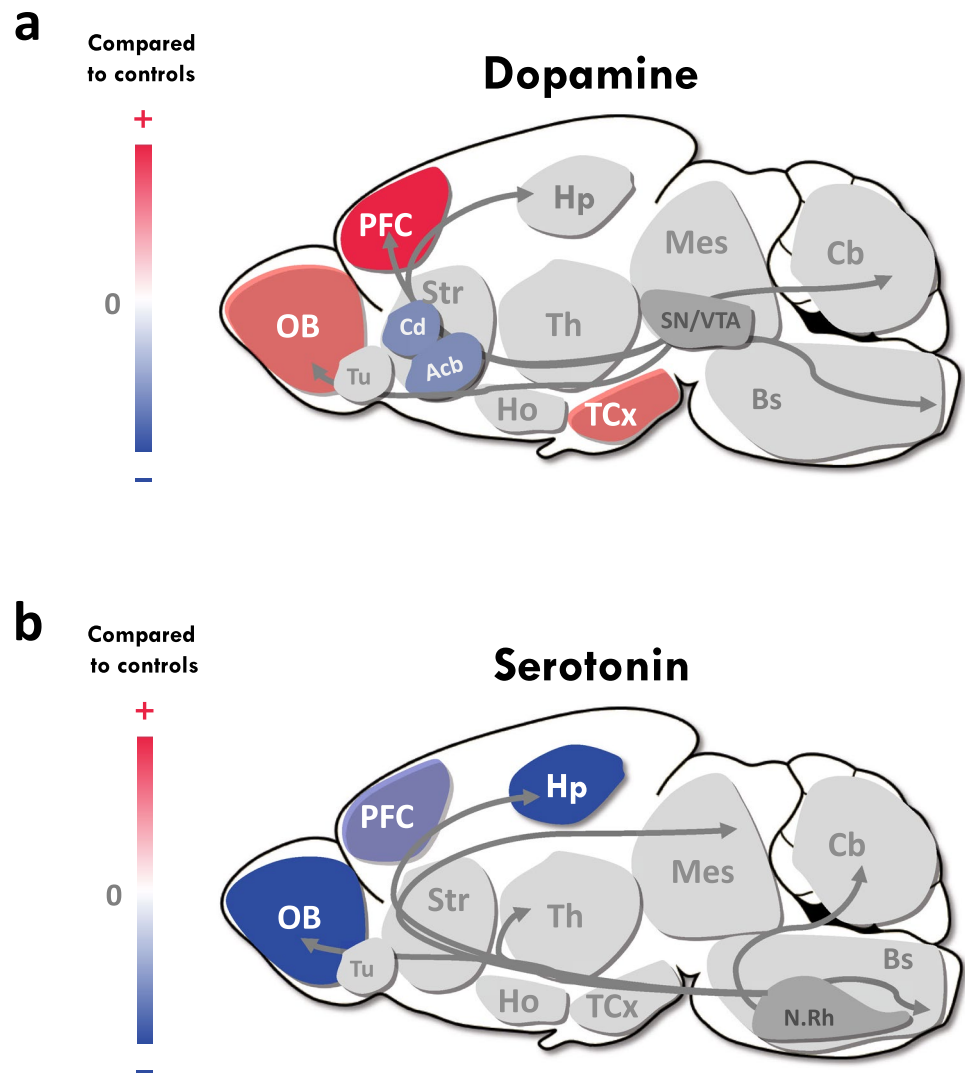 a
Compared
to controls
+
0
–
Dopamine
PFC
Hp
Mes
Cb
OB
Str
Cd
Th
SN/VTA
Tu
Acb
Ho
TCx
Bs
b
Compared
to controls
+
0
–
Serotonin
PFC
Hp
Mes
Cb
OB
Str
Th
Tu
Bs
Ho
TCx
N.Rh